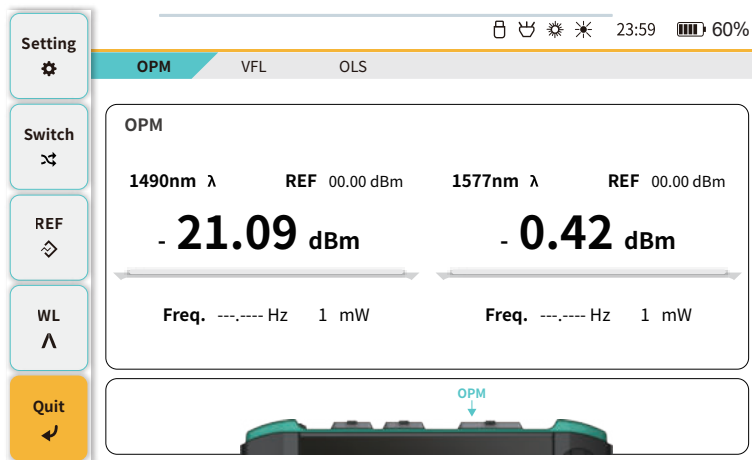 23:59 60%
Setting
OPM VFL OLS
Switch
OPM
1490nm λ REF 00.00 dBm 1577nm λ REF 00.00 dBm
REF
- 21.09 dBm - 0.42 dBm
WL
Λ
Freq. ---.---- Hz 1 mW Freq. ---.---- Hz 1 mW
Quit
OPM